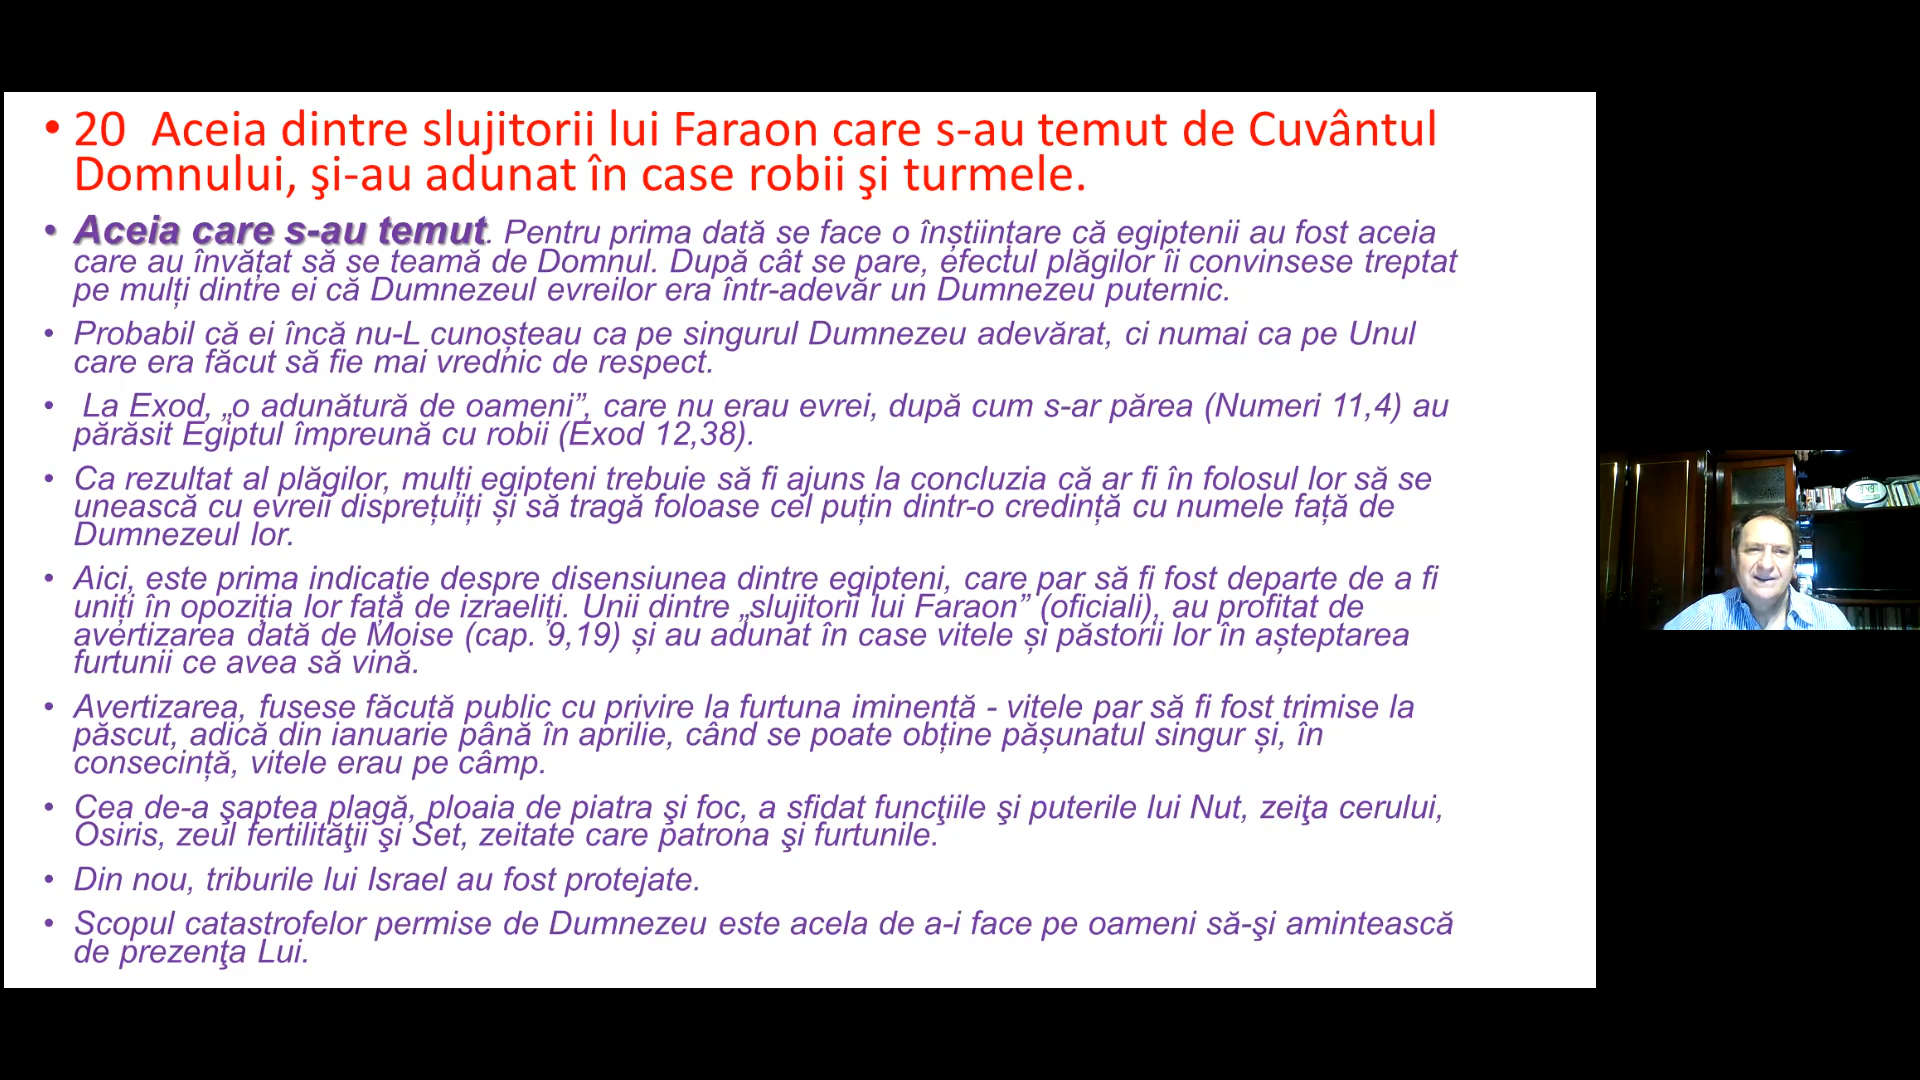 • 20  Aceia dintre slujitorii lui Faraon care s-au temut de Cuvântul
Domnului, şi-au adunat în case robii şi turmele.
• Aceia care s-au temut. Pentru prima dată se face o înștiințare că egiptenii au fost aceia
care au învățat să se teamă de Domnul. După cât se pare, efectul plăgilor îi convinsese treptat
pe mulți dintre ei că Dumnezeul evreilor era într-adevăr un Dumnezeu puternic.
• Probabil că ei încă nu-L cunoșteau ca pe singurul Dumnezeu adevărat, ci numai ca pe Unul
care era făcut să fie mai vrednic de respect.
• La Exod, „o adunătură de oameni”, care nu erau evrei, după cum s-ar părea (Numeri 11,4) au
părăsit Egiptul împreună cu robii (Exod 12,38).
• Ca rezultat al plăgilor, mulți egipteni trebuie să fi ajuns la concluzia că ar fi în folosul lor să se
unească cu evreii disprețuiți și să tragă foloase cel puțin dintr-o credință cu numele față de
Dumnezeul lor.
• Aici, este prima indicație despre disensiunea dintre egipteni, care par să fi fost departe de a fi
uniți în opoziția lor față de izraeliți. Unii dintre „slujitorii lui Faraon” (oficiali), au profitat de
avertizarea dată de Moise (cap. 9,19) și au adunat în case vitele și păstorii lor în așteptarea
furtunii ce avea să vină.
• Avertizarea, fusese făcută public cu privire la furtuna iminentă - vitele par să fi fost trimise la
păscut, adică din ianuarie până în aprilie, când se poate obține pășunatul singur și, în
consecință, vitele erau pe câmp.
• Cea de-a şaptea plagă, ploaia de piatra şi foc, a sfidat funcţiile şi puterile lui Nut, zeiţa cerului,
Osiris, zeul fertilităţii şi Set, zeitate care patrona şi furtunile.
• Din nou, triburile lui Israel au fost protejate.
• Scopul catastrofelor permise de Dumnezeu este acela de a-i face pe oameni să-şi amintească
de prezenţa Lui.